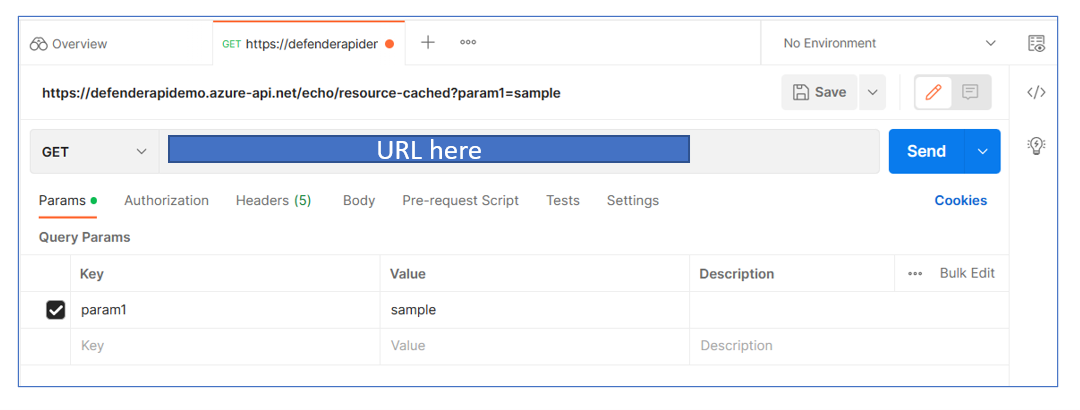 Overview
GET https://defenderapider
No Environment
https://defenderapidemo.azure-api.net/echo/resource-cached?param1=sample
Save
GET
URL here
Send
Params Authorization Headers (5) Body Pre-request Script Tests Settings Cookies
Query Params
Key Value Description Bulk Edit
param1 sample
Key Value Description